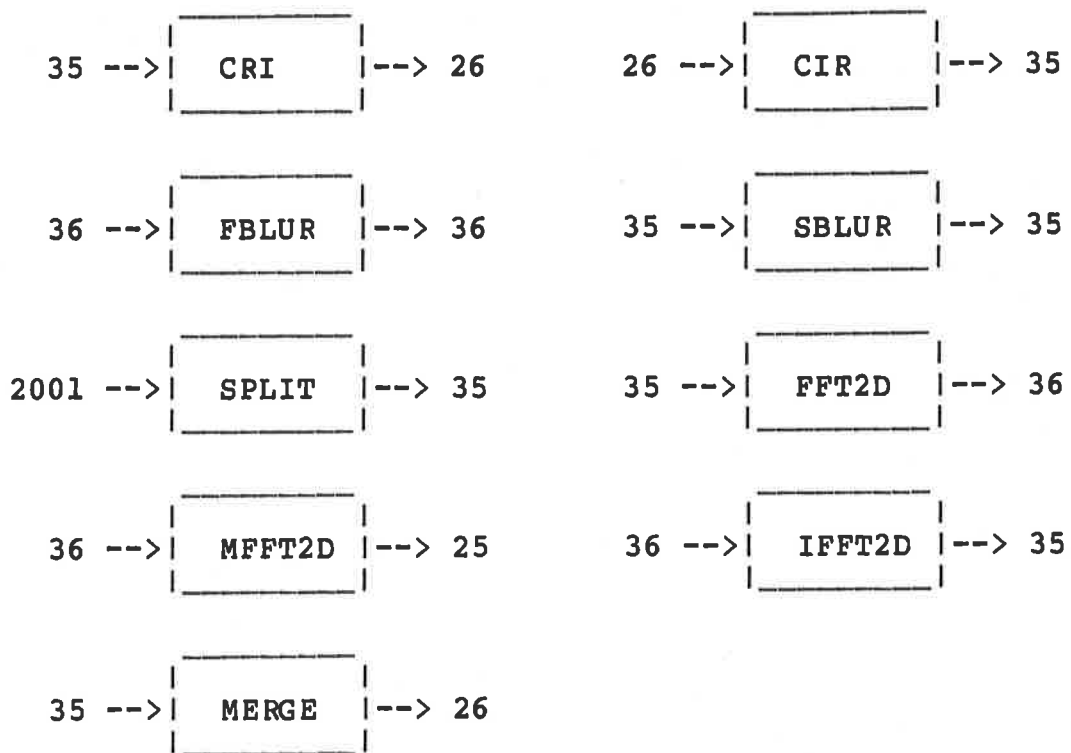 35 --> CRI --> 26
26 --> CIR --> 35
36 --> FBLUR --> 36
35 --> SBLUR --> 35
2001 --> SPLIT --> 35
35 --> FFT2D --> 36
36 --> MFFT2D --> 25
36 --> IFFT2D --> 35
35 --> MERGE --> 26